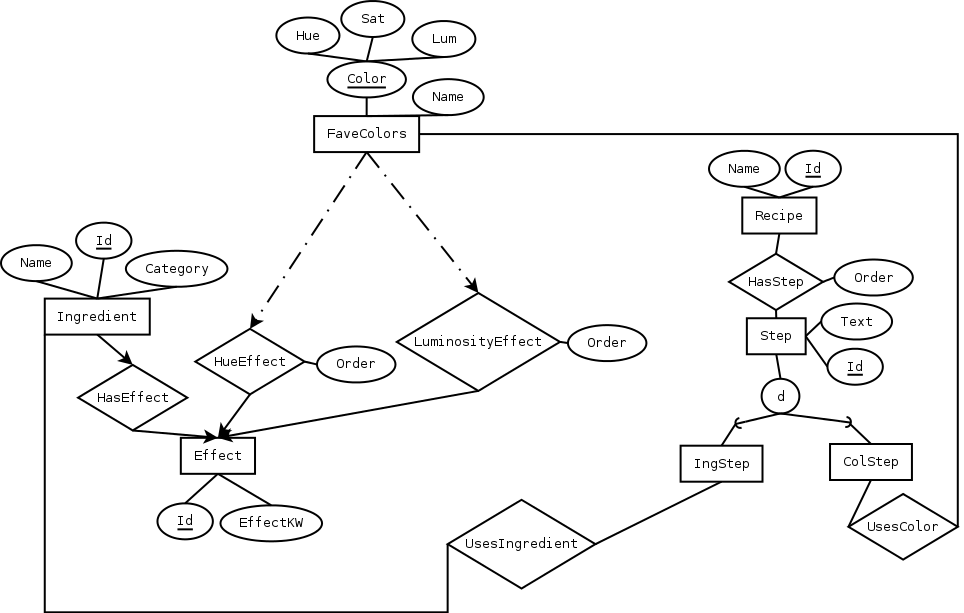 Sat
Hue
Lum
Color
Name
FaveColors
Name
Id
Recipe
Id
Name
Category
Ingredient
HasStep
Order
Text
Step
Id
HueEffect
Order
LuminosityEffect
Order
HasEffect
d
Effect
IngStep
ColStep
Id
EffectKW
UsesIngredient
UsesColor